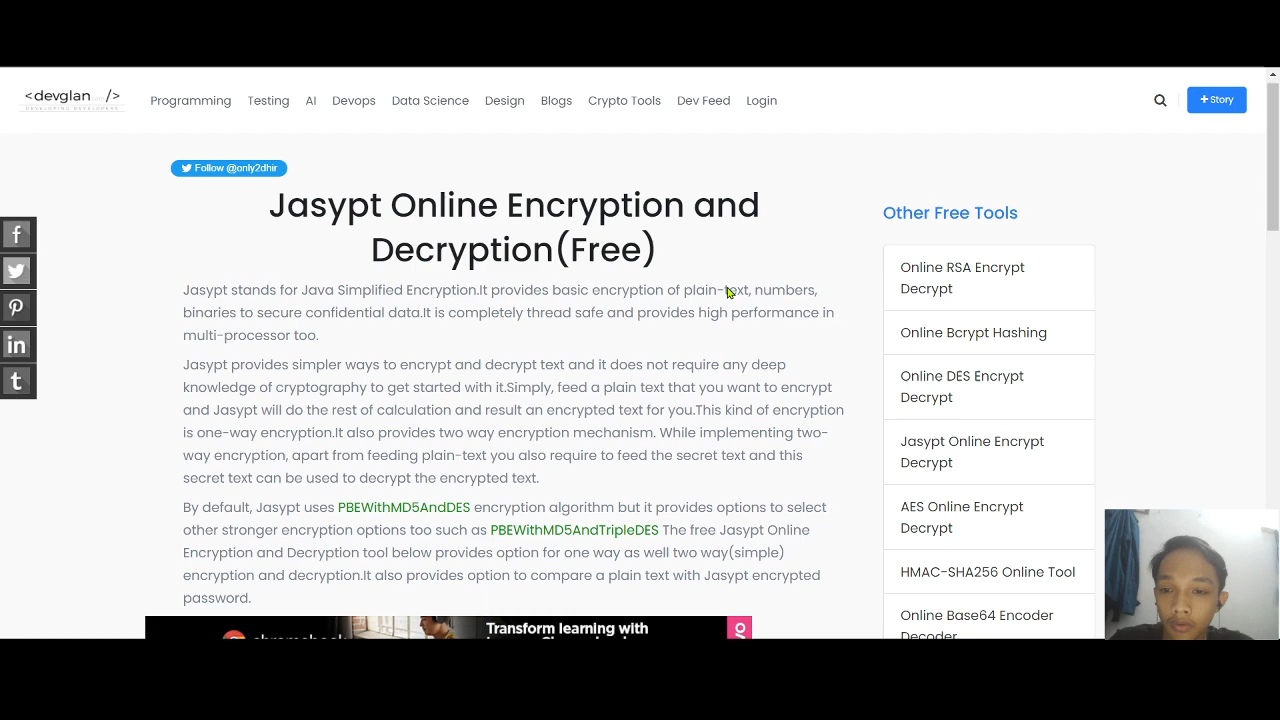 <devglan />
DEVELOPING DEVELOPERS
Programming Testing AI Devops Data Science Design Blogs Crypto Tools Dev Feed Login
+ Story
Follow @only2dhir
Jasypt Online Encryption and
Decryption(Free)
Jasypt stands for Java Simplified Encryption.It provides basic encryption of plain-text, numbers,
binaries to secure confidential data.It is completely thread safe and provides high performance in
multi-processor too.
Jasypt provides simpler ways to encrypt and decrypt text and it does not require any deep
knowledge of cryptography to get started with it.Simply, feed a plain text that you want to encrypt
and Jasypt will do the rest of calculation and result an encrypted text for you.This kind of encryption
is one-way encryption.It also provides two way encryption mechanism. While implementing two-
way encryption, apart from feeding plain-text you also require to feed the secret text and this
secret text can be used to decrypt the encrypted text.
By default, Jasypt uses PBEWithMD5AndDES encryption algorithm but it provides options to select
other stronger encryption options too such as PBEWithMD5AndTripleDES The free Jasypt Online
Encryption and Decryption tool below provides option for one way as well two way(simple)
encryption and decryption.It also provides option to compare a plain text with Jasypt encrypted
password.
chromebook
Transform learning with
Other Free Tools
Online RSA Encrypt
Decrypt
Online Bcrypt Hashing
Online DES Encrypt
Decrypt
Jasypt Online Encrypt
Decrypt
AES Online Encrypt
Decrypt
HMAC-SHA256 Online Tool
Online Base64 Encoder
Decoder